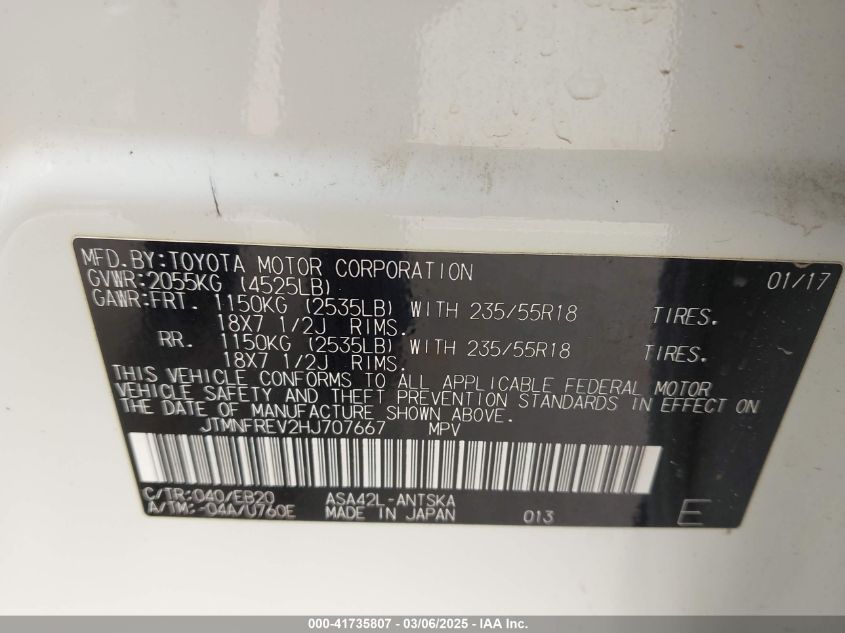 MFD.BY:TOYOTA MOTOR CORPORATION 01/17
GVWR:2055KG (4525LB)
GAWR:FRT. 1150KG (2535LB) WITH 235/55R18 TIRES.
18X7 1/2J RIMS.
RR. 1150KG (2535LB) WITH 235/55R18 TIRES.
18X7 1/2J RIMS.
THIS VEHICLE CONFORMS TO ALL APPLICABLE FEDERAL MOTOR
VEHICLE SAFETY AND THEFT PREVENTION STANDARDS IN EFFECT ON
THE DATE OF MANUFACTURE SHOWN ABOVE.
JTMNFREV2HJ707667 MPV
C/TR:040/EB20 ASA42L-ANTSKA
A/TM:-04A/U760E MADE IN JAPAN 013 E
000-41735807 - 03/06/2025 - IAA Inc.